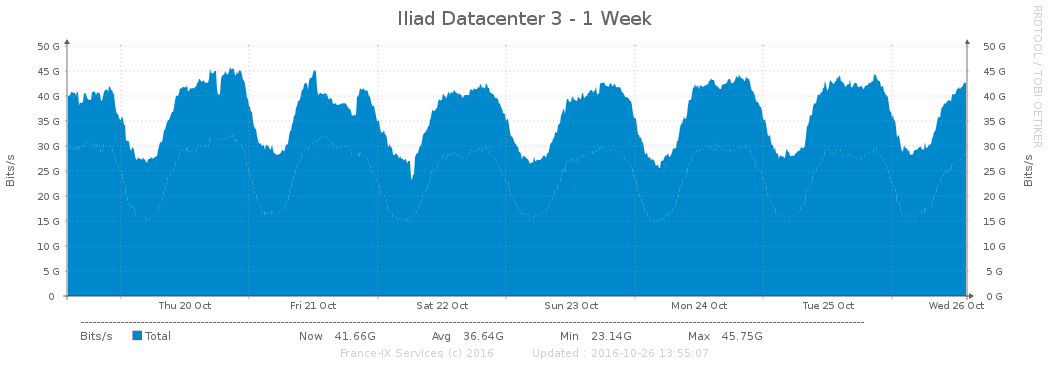 Iliad Datacenter 3 - 1 Week
RRDTOOL / TOBI OETIKER
Bits/s
50 G
45 G
40 G
35 G
30 G
25 G
20 G
15 G
10 G
5 G
0
50 G
45 G
40 G
35 G
30 G
25 G
20 G
15 G
10 G
5 G
0 G
Bits/s
Thu 20 Oct Fri 21 Oct Sat 22 Oct Sun 23 Oct Mon 24 Oct Tue 25 Oct Wed 26 Oct
Bits/s Total Now 41.66G Avg 36.64G Min 23.14G Max 45.75G
France-IX Services (c) 2016 Updated : 2016-10-26 13:55:07